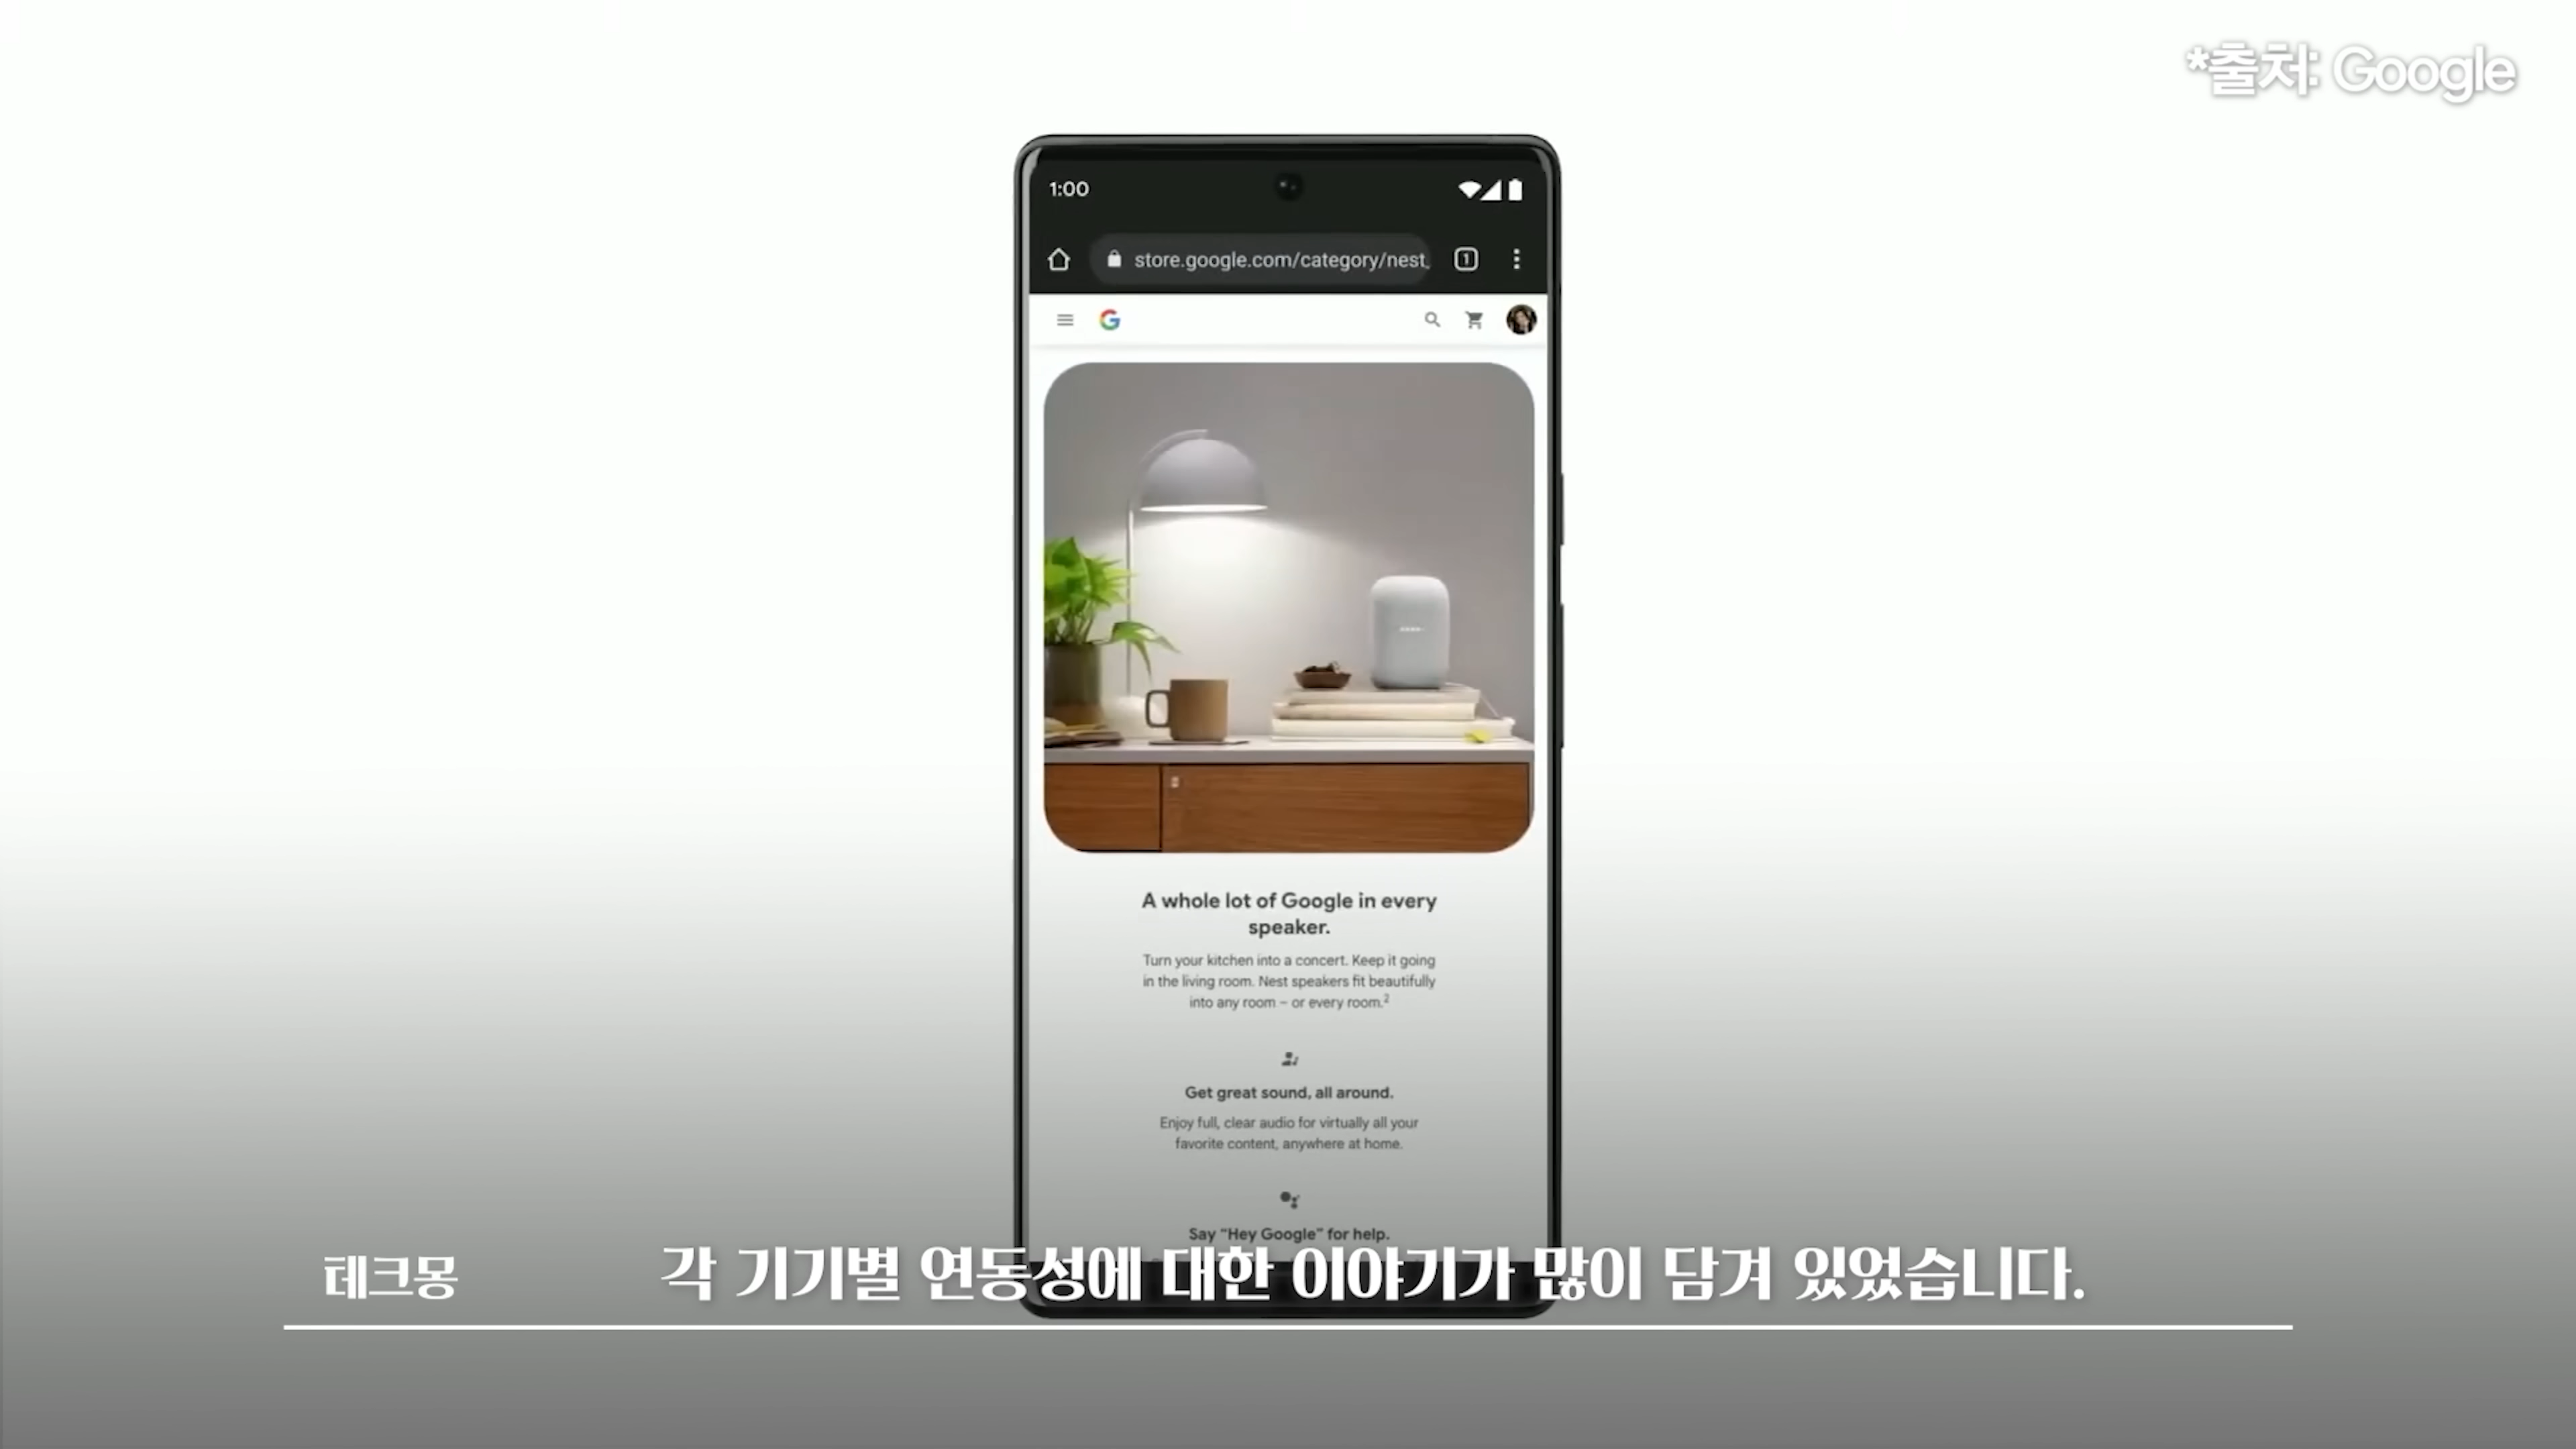 *출처: Google
1:00
store.google.com/category/nest_
1
G
A whole lot of Google in every
speaker.
Turn your kitchen into a concert. Keep it going
in the living room. Nest speakers fit beautifully
into any room – or every room.2
Get great sound, all around.
Enjoy full, clear audio for virtually all your
favorite content, anywhere at home.
Say “Hey Google” for help.
테크몽 각 기기별 연동성에 대한 이야기가 많이 담겨 있었습니다.